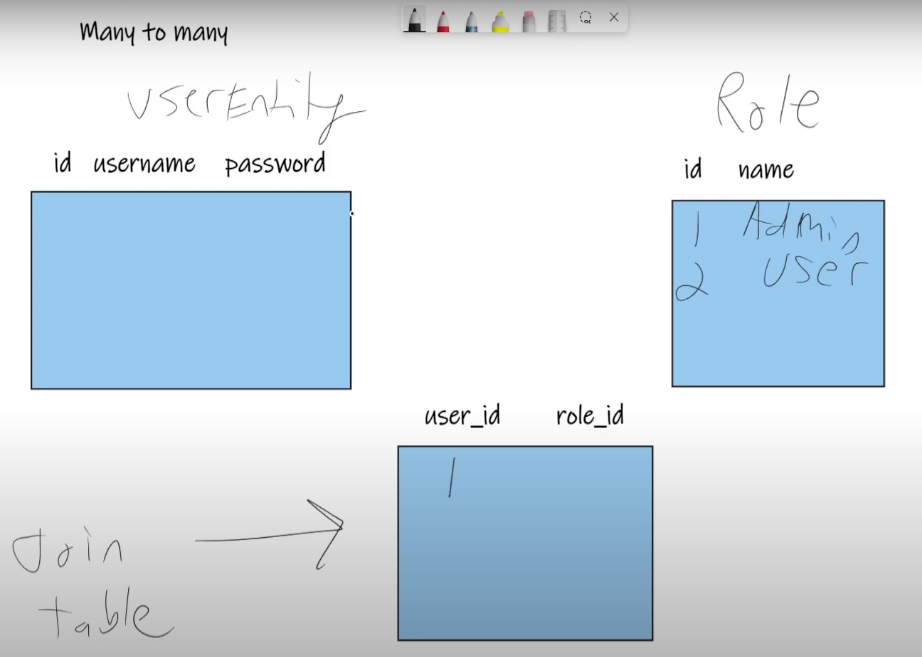 Many to many
UserEntity
Role
id username password
id name
1 Admin
2 User
user_id role_id
1
Join
table